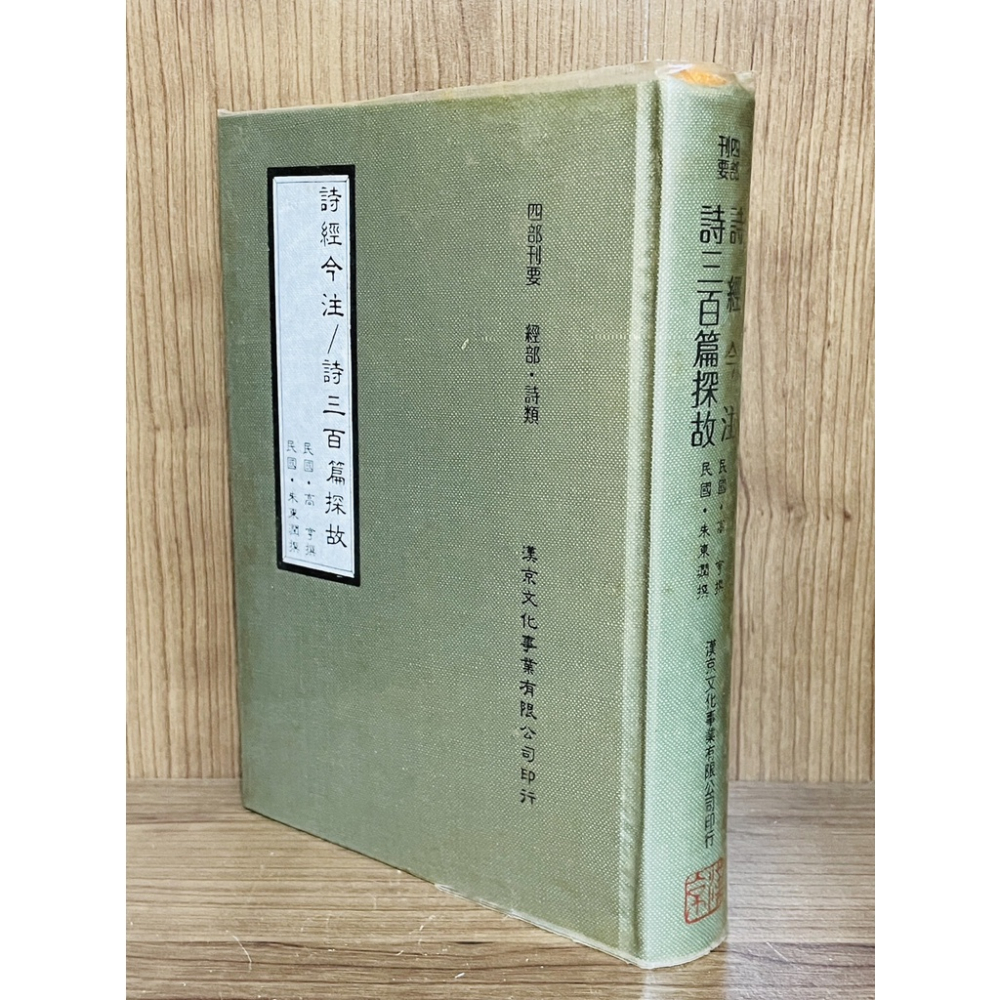 詩經今注/詩三百篇探故
民國·高亨撰
民國·朱東潤撰
四部刊要 經部·詩類
漢京文化事業有限公司印行
四部刊要
詩經今注
詩三百篇探故
民國·高亨撰
民國·朱東潤撰
漢京文化事業有限公司印行
漢京